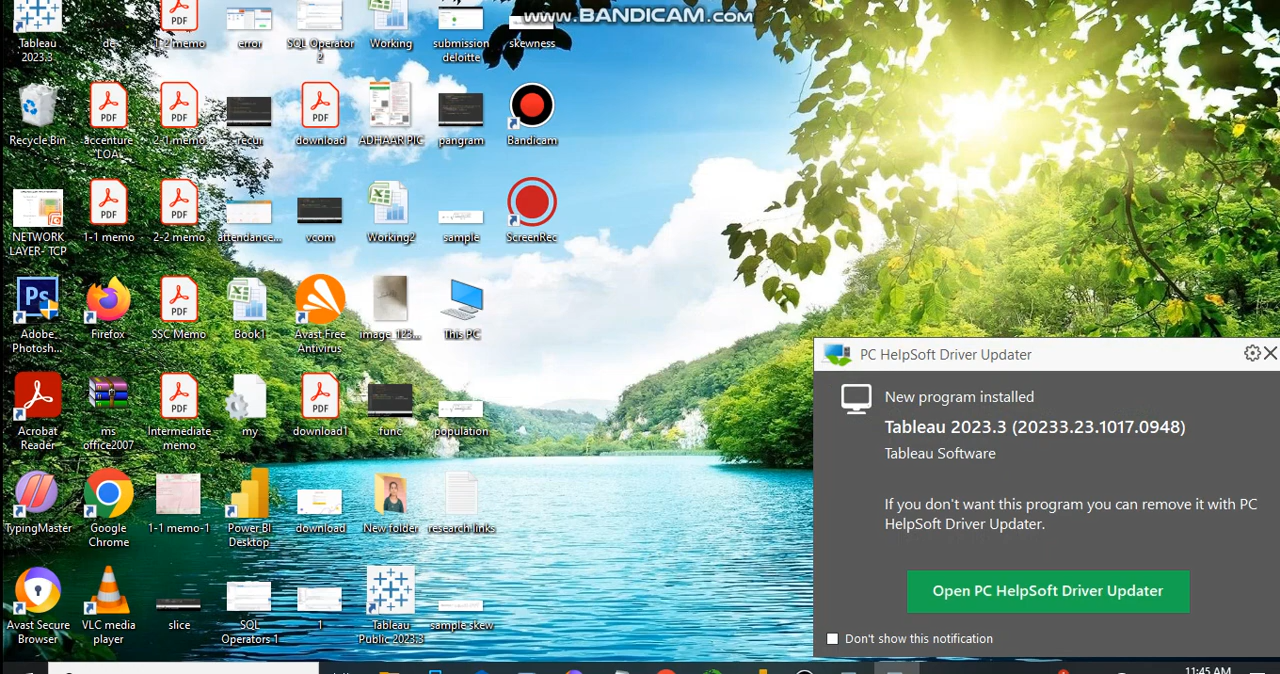 www.BANDICAM.com
Tableau
2023.3
de
1-2 memo
error
SQL Operator
2
Working
submission
deloitte
skewness
Recycle Bin
accenture
LOA
2-1 memo
recur
download
ADHAAR PIC
pangram
Bandicam
NETWORK
LAYER- TCP
1-1 memo
2-2 memo
attendance...
vcom
Working2
sample
ScreenRec
Adobe
Photosh...
Firefox
SSC Memo
Book1
Avast Free
Antivirus
image_123...
This PC
Acrobat
Reader
ms
office2007
Intermediate
memo
my
download1
func
population
TypingMaster
Google
Chrome
1-1 memo-1
Power BI
Desktop
download
New folder
research links
Avast Secure
Browser
VLC media
player
slice
SQL
Operators 1
1
Tableau
Public 2023.3
sample skew
PC HelpSoft Driver Updater
New program installed
Tableau 2023.3 (20233.23.1017.0948)
Tableau Software
If you don't want this program you can remove it with PC
HelpSoft Driver Updater.
Open PC HelpSoft Driver Updater
Don't show this notification
11:45 AM